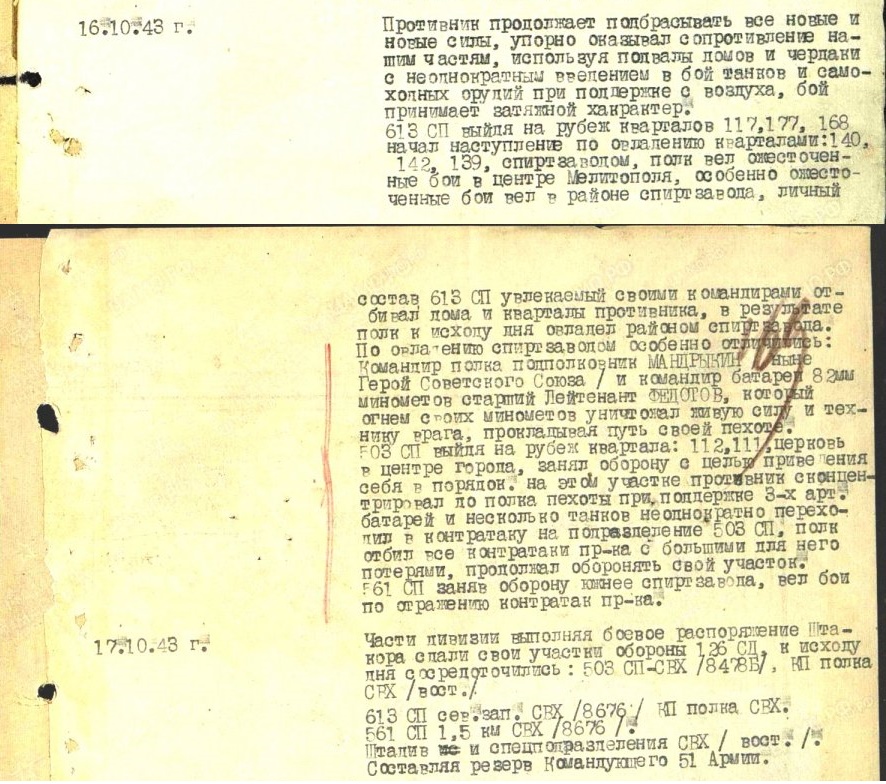 16.10.43 г.
Противник продолжает подбрасывать все новые и
новые силы, упорно оказывал сопротивление на-
шим частям, используя подвалы домов и чердаки
с неоднократным введением в бой танков и само-
ходных орудий при поддержке с воздуха, бой
принимает затяжной хакрактер.
613 СП выйдя на рубеж кварталов 117,177, 168
начал наступление по овладению кварталами:140,
142, 139, спиртзаводом, полк вел ожесточен-
ные бои в центре Мелитополя, особенно ожесто-
ченные бои вел в районе спиртзавода, личный
состав 613 СП увлекаемый своими командирами от-
бивал дома и кварталы противника, в результате
полк к исходу дня овладел районом спиртзавода.
По овладению спиртзаводом особенно отличились:
Командир полка подполковник МАНДРЫКИН ныне
Герой Советского Союза / и командир батареи 82мм
минометов старший Лейтенант ФЕДОТОВ, который
огнем своих минометов уничтожал живую силу и тех-
нику врага, прокладывая путь своей пехоте.
503 СП выйдя на рубеж квартала: 112,111,церковь
в центре города, занял оборону с целью приведения
себя в порядок. на этом участке противник сконцен-
трировал до полка пехоты при поддержке 3-х арт.
батарей и несколько танков неоднократно перехо-
дил в контратаку на подразделение 503 СП, полк
отбил все контратаки пр-ка с большими для него
потерями, продолжал оборонять свой участок.
561 СП заняв оборону южнее спиртзавода, вел бои
по отражению контратак пр-ка.
17.10.43 г.
Части дивизии выполняя боевое распоряжение Шта-
кора сдали свои участки обороны 126 СД, к исходу
дня сосредоточились: 503 СП-СВХ /8478Б/, КП полка
СВХ /вост./
613 СП сев.зап. СВХ /8676 / КП полка СВХ.
561 СП 1,5 км СВХ /8676 /.
Штадив и спецподразделения СВХ / вост. /.
Составляя резерв Командующего 51 Армии.